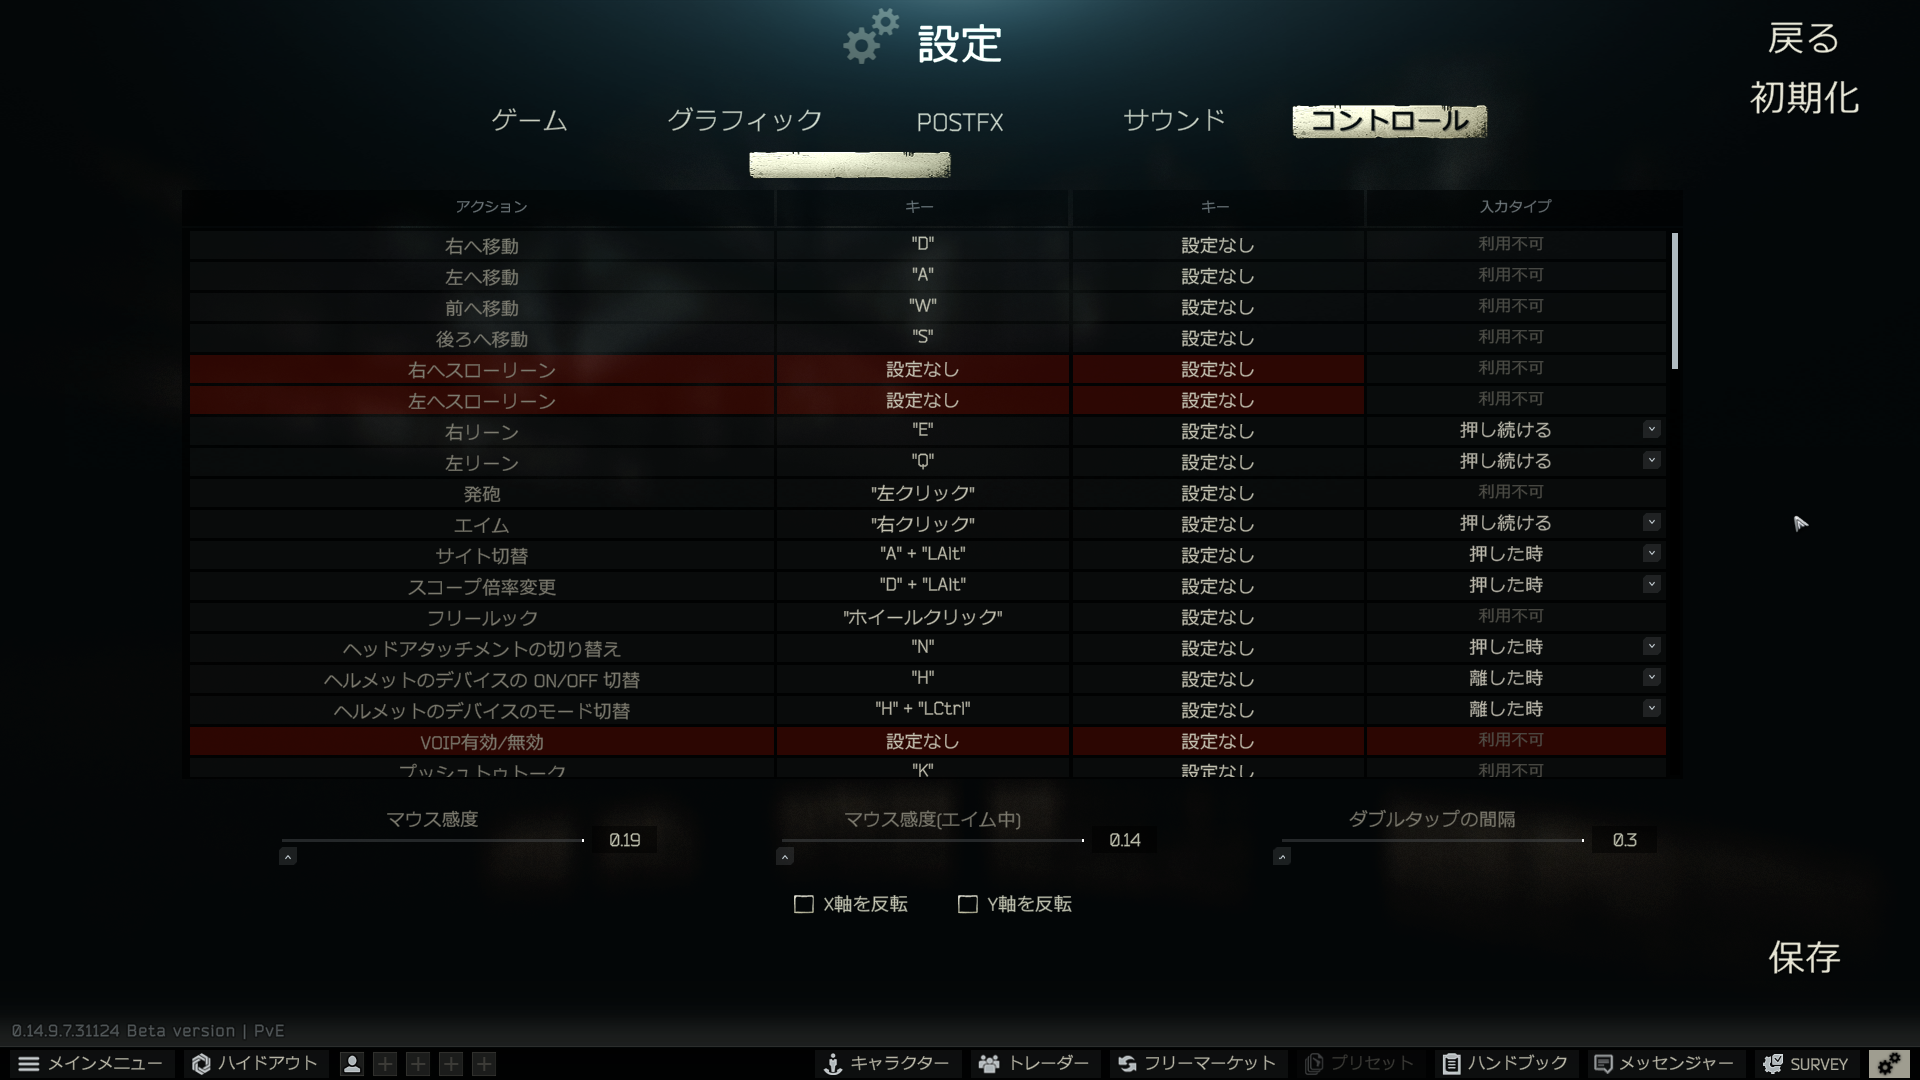 設定
戻る
初期化
ゲーム グラフィック POSTFX サウンド コントロール
アクション キー キー 入力タイプ
右へ移動 "D" 設定なし 利用不可
左へ移動 "A" 設定なし 利用不可
前へ移動 "W" 設定なし 利用不可
後ろへ移動 "S" 設定なし 利用不可
右へスローリーン 設定なし 設定なし 利用不可
左へスローリーン 設定なし 設定なし 利用不可
右リーン "E" 設定なし 押し続ける
左リーン "Q" 設定なし 押し続ける
発砲 "左クリック" 設定なし 利用不可
エイム "右クリック" 設定なし 押し続ける
サイト切替 "A" + "LAlt" 設定なし 押した時
スコープ倍率変更 "D" + "LAlt" 設定なし 押した時
フリールック "ホイールクリック" 設定なし 利用不可
ヘッドアタッチメントの切り替え "N" 設定なし 押した時
ヘルメットのデバイスの ON/OFF 切替 "H" 設定なし 離した時
ヘルメットのデバイスのモード切替 "H" + "LCtrl" 設定なし 離した時
VOIP有効/無効 設定なし 設定なし 利用不可
プッシュトゥトーク "K" 設定なし 利用不可
マウス感度 0.19 マウス感度(エイム中) 0.14 ダブルタップの間隔 0.3
X軸を反転 Y軸を反転
保存
0.14.9.7.31124 Beta version | PvE
メインメニュー ハイドアウト キャラクター トレーダー フリーマーケット プリセット ハンドブック メッセンジャー SURVEY